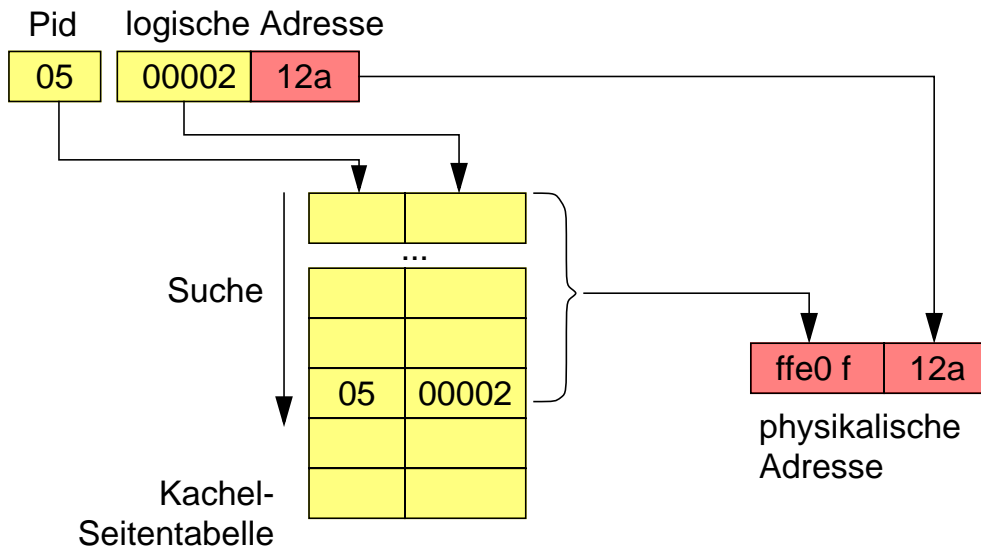 Pid logische Adresse
05 00002 12a
...
Suche
05 00002
ffe0 f 12a
physikalische
Adresse
Kachel-
Seitentabelle